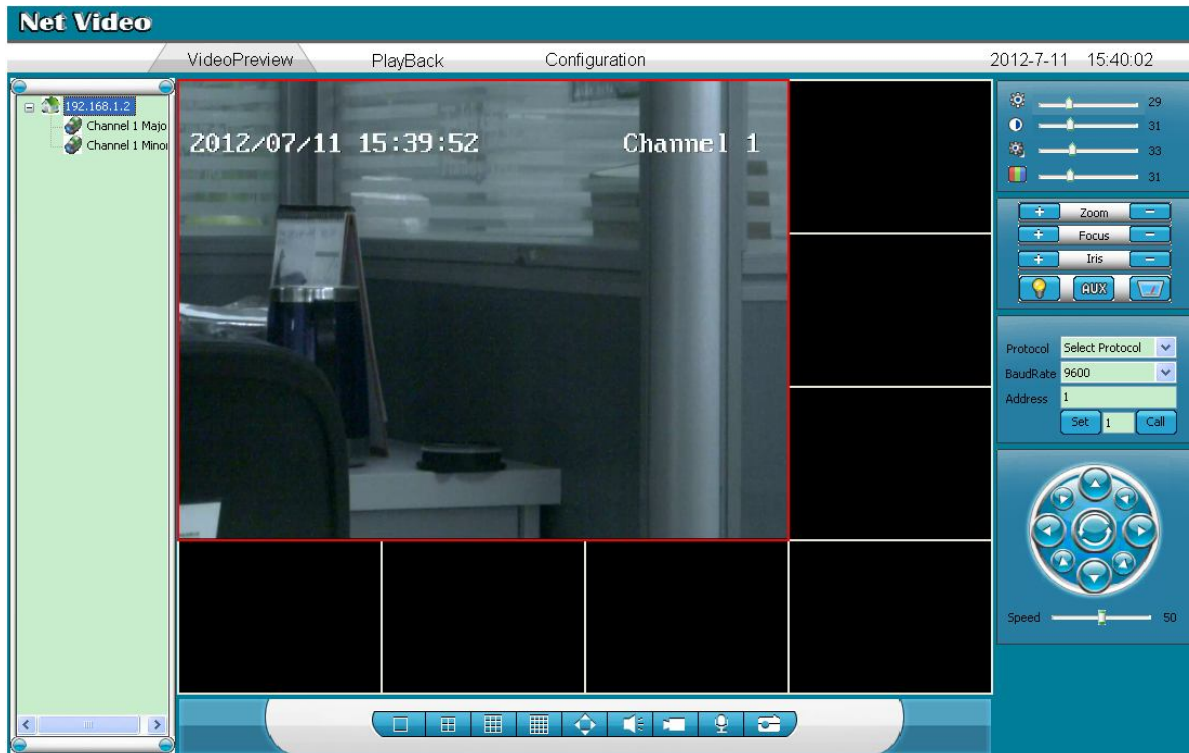 Net Video
VideoPreview PlayBack Configuration 2012-7-11 15:40:02
192.168.1.2
Channel 1 Majo
Channel 1 Minor
2012/07/11 15:39:52 Channel 1
29
31
33
31
+ Zoom −
+ Focus −
+ Iris −
AUX
Protocol Select Protocol
BaudRate 9600
Address 1
Set 1 Call
Speed 50